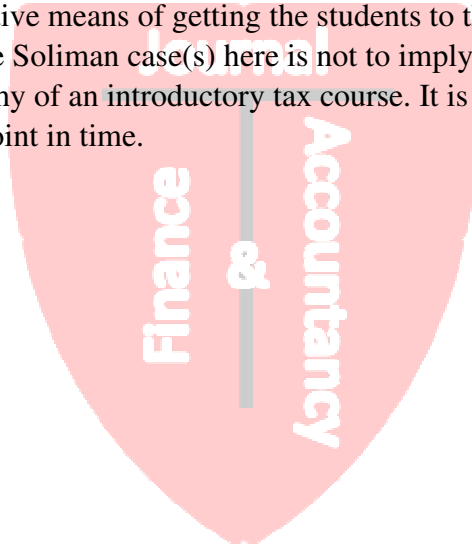 ive means of getting the students to t
Soliman case(s) here is not to imply
ny of an introductory tax course. It is
oint in time.
Journal
Finance
&
Accountancy